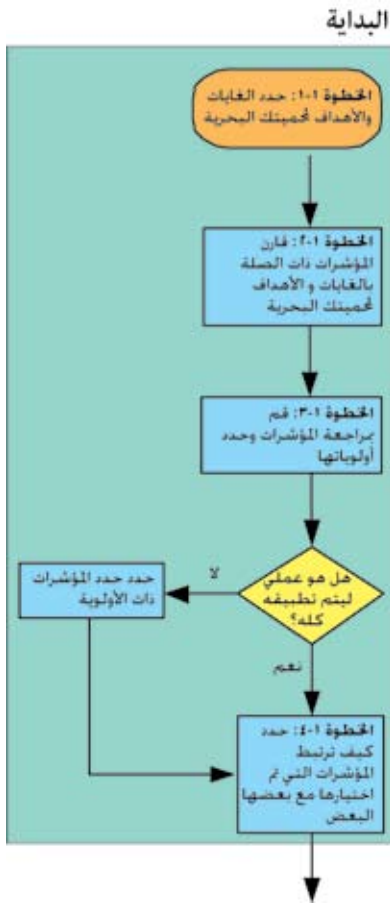 البداية
الخطوة ١-١: حدد الغايات
والأهداف لمحميتك البحرية
الخطوة ١-٢: قارن
المؤشرات ذات الصلة
بالغايات و الأهداف
لمحميتك البحرية
الخطوة ١-٣: قم
بمراجعة المؤشرات وحدد
أولوياتها
هل هو عملي
ليتم تطبيقه
كله؟
لا
حدد حدد المؤشرات
ذات الأولوية
نعم
الخطوة ١-٤: حدد
كيف ترتبط
المؤشرات التي تم
اختيارها مع بعضها
البعض